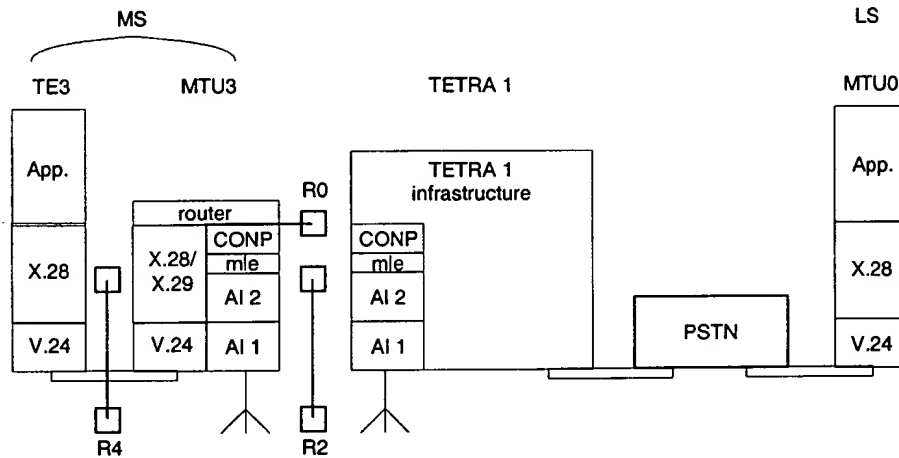 MS
LS
TE3
MTU3
TETRA 1
MTU0
App.
TETRA 1
infrastructure
App.
R0
router
X.28
X.28/
X.29
CONP
mle
AI 2
CONP
mle
AI 2
X.28
V.24
V.24
AI 1
AI 1
PSTN
V.24
R4
R2